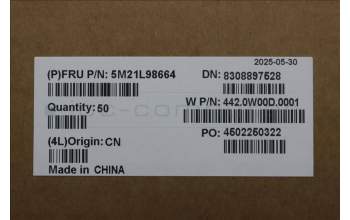 2025-05-30
(P)FRU P/N: 5M21L98664
DN: 8308897528
Quantity: 50
W P/N: 442.0W00D.0001
PO: 4502250322
(4L)Origin: CN
Made in CHINA